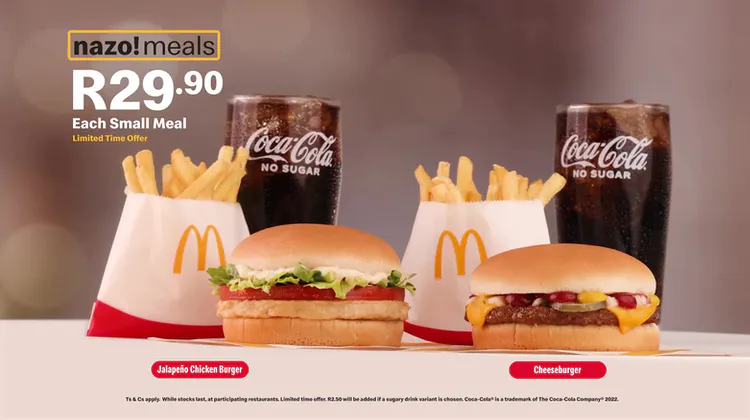 nazo!meals
R29.90
Each Small Meal
Limited Time Offer
Coca-Cola
NO SUGAR
Coca-Cola
NO SUGAR
M
M
Jalapeño Chicken Burger
Cheeseburger
Ts & Cs apply. While stocks last, at participating restaurants. Limited time offer. R2.50 will be added if a sugary drink variant is chosen. Coca-Cola® is a trademark of The Coca-Cola Company® 2022.